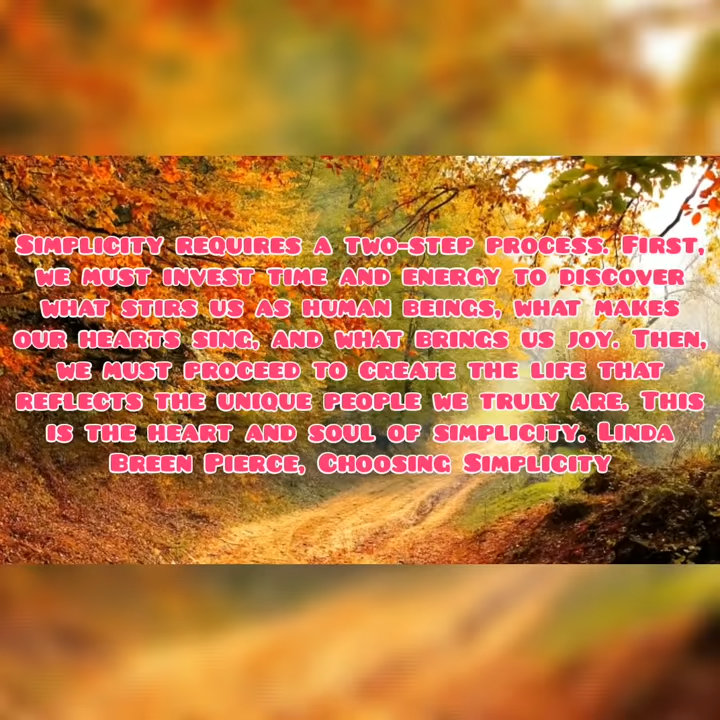 Simplicity requires a two-step process. First,
we must invest time and energy to discover
what stirs us as human beings, what makes
our hearts sing, and what brings us joy. Then,
we must proceed to create the life that
reflects the unique people we truly are. This
is the heart and soul of simplicity. Linda
Breen Pierce, Choosing Simplicity